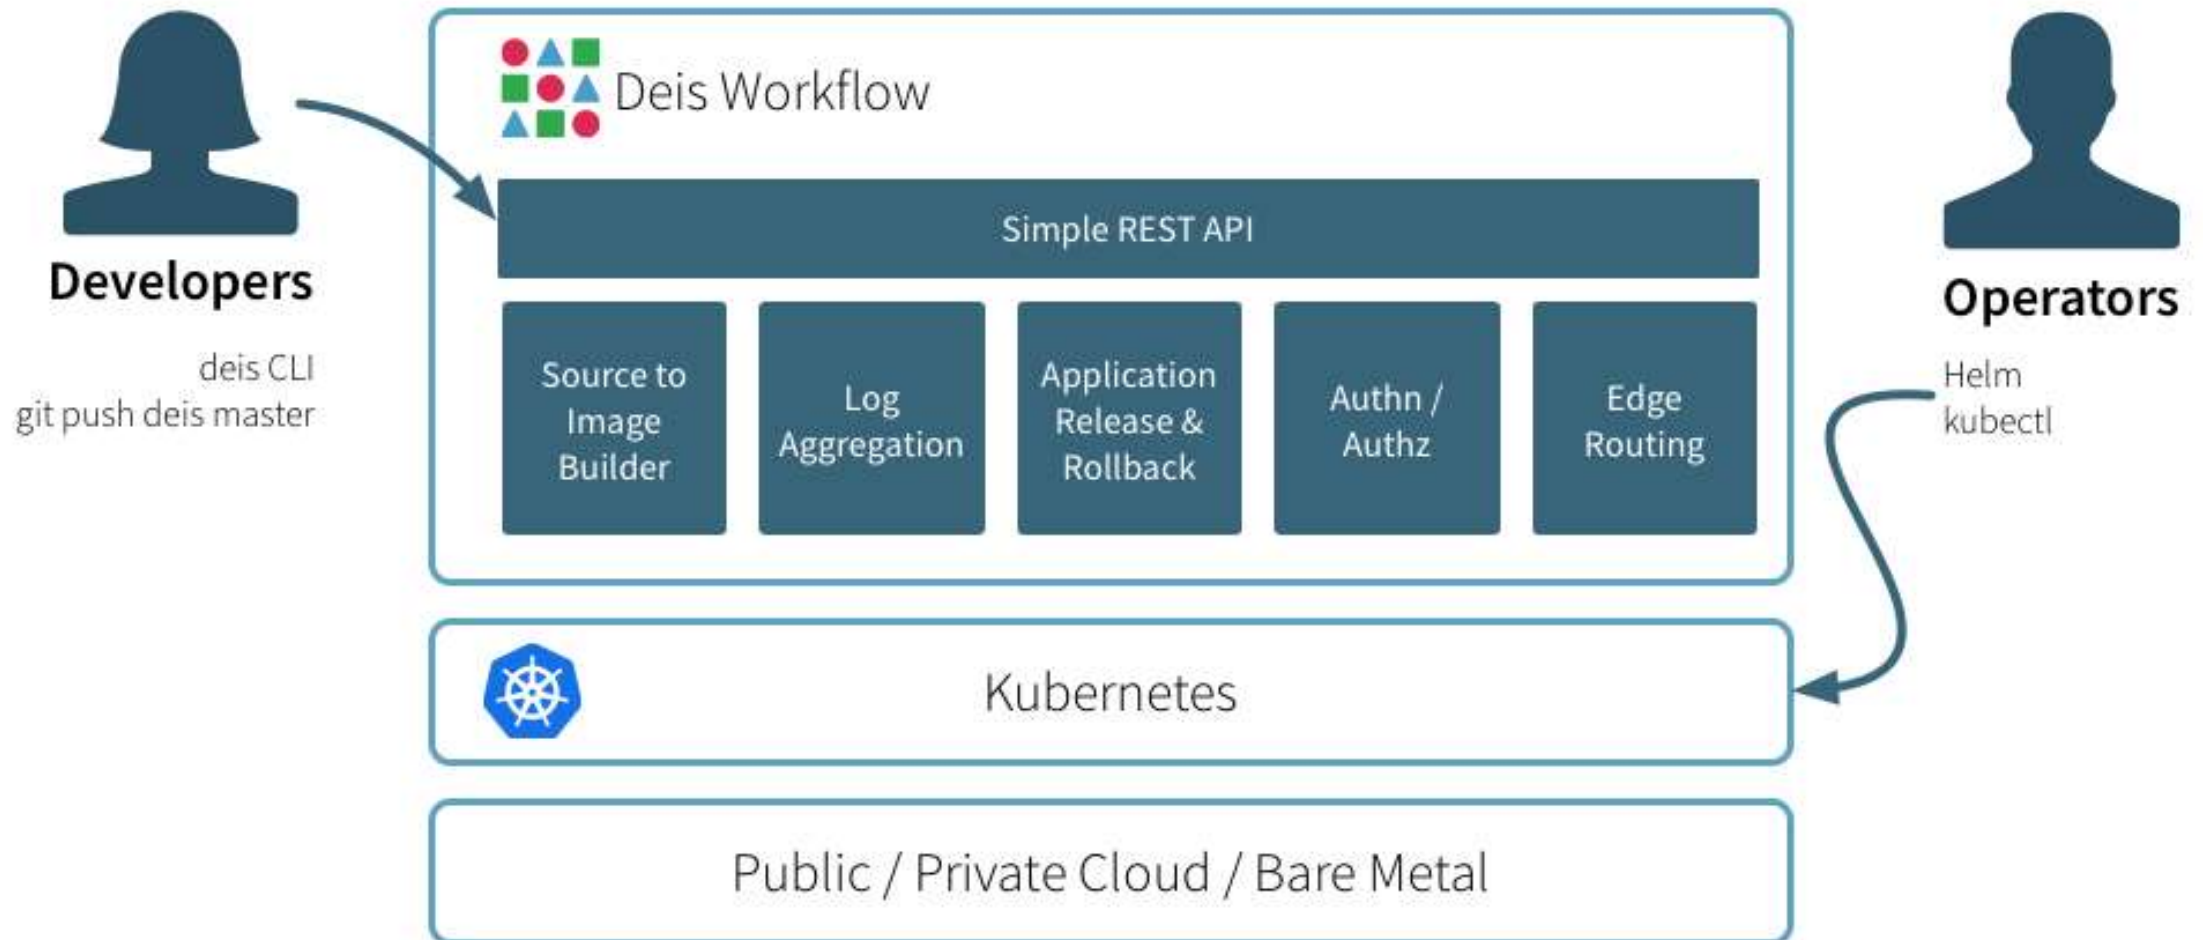 Deis Workflow
Simple REST API
Developers
deis CLI
git push deis master
Source to
Image
Builder
Log
Aggregation
Application
Release &
Rollback
Authn /
Authz
Edge
Routing
Operators
Helm
kubectl
Kubernetes
Public / Private Cloud / Bare Metal